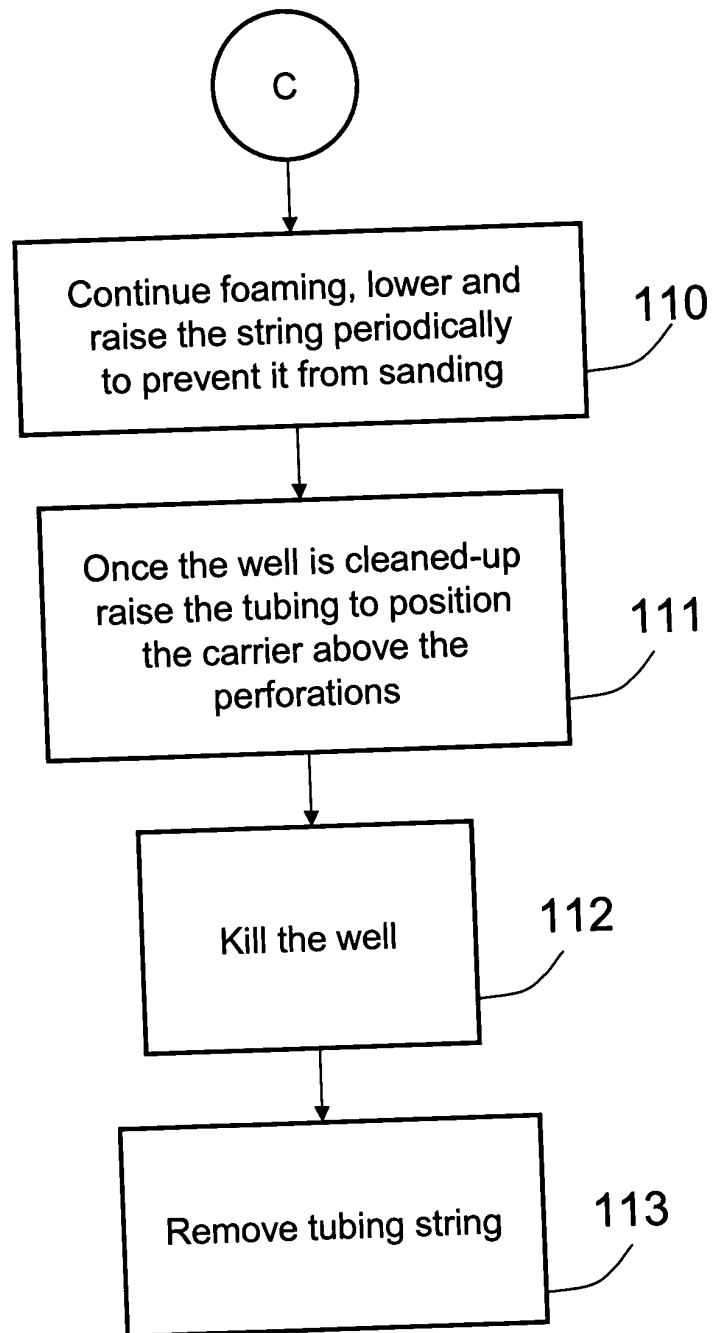 C
Continue foaming, lower and
raise the string periodically
to prevent it from sanding
110
Once the well is cleaned-up
raise the tubing to position
the carrier above the
perforations
111
Kill the well
112
Remove tubing string
113